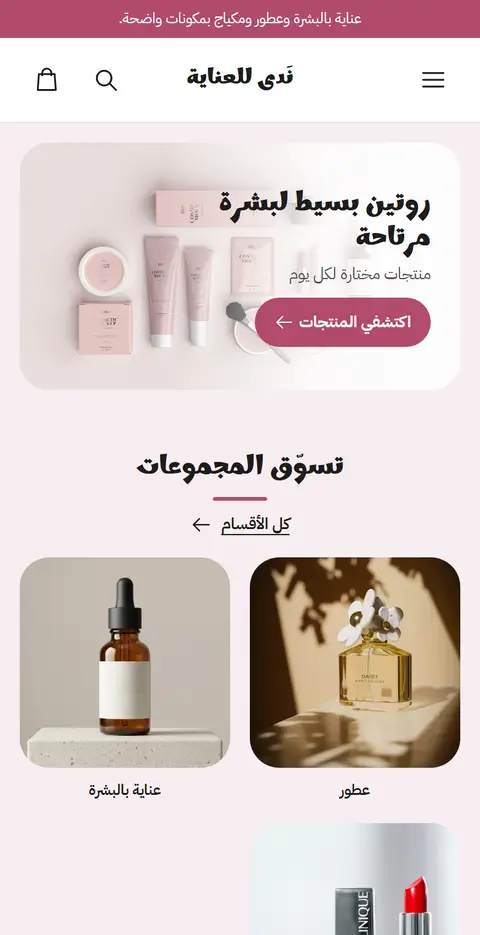 عناية بالبشرة وعطور ومكياج بمكونات واضحة.
نَدى للعناية
روتين بسيط لبشرة
مرتاحة
منتجات مختارة لكل يوم
اكتشفي المنتجات ←
تسوّق المجموعات
كل الأقسام ←
DAISY
عطور
عناية بالبشرة